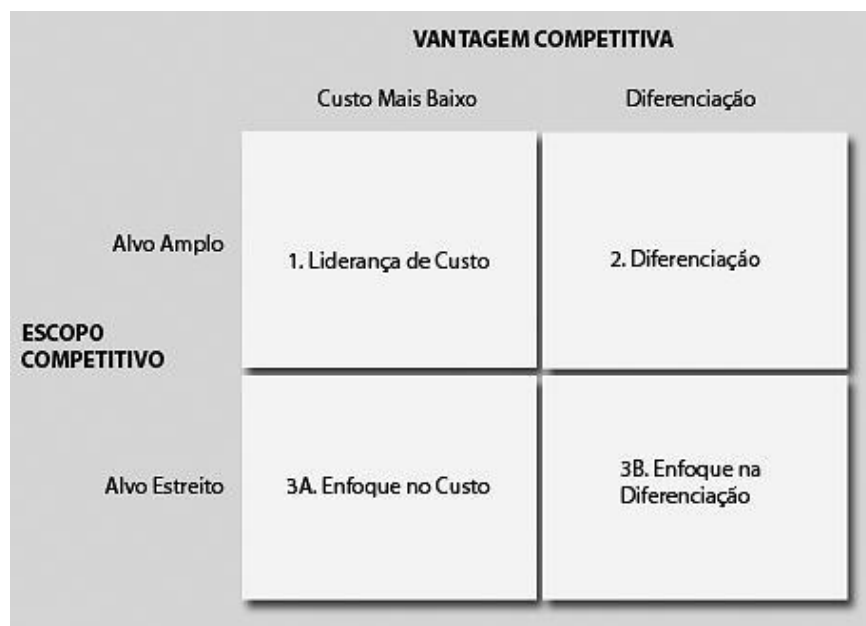 VANTAGEM COMPETITIVA
Custo Mais Baixo
Diferenciação
Alvo Amplo
1. Liderança de Custo
2. Diferenciação
ESCOPO
COMPETITIVO
Alvo Estreito
3A. Enfoque no Custo
3B. Enfoque na
Diferenciação